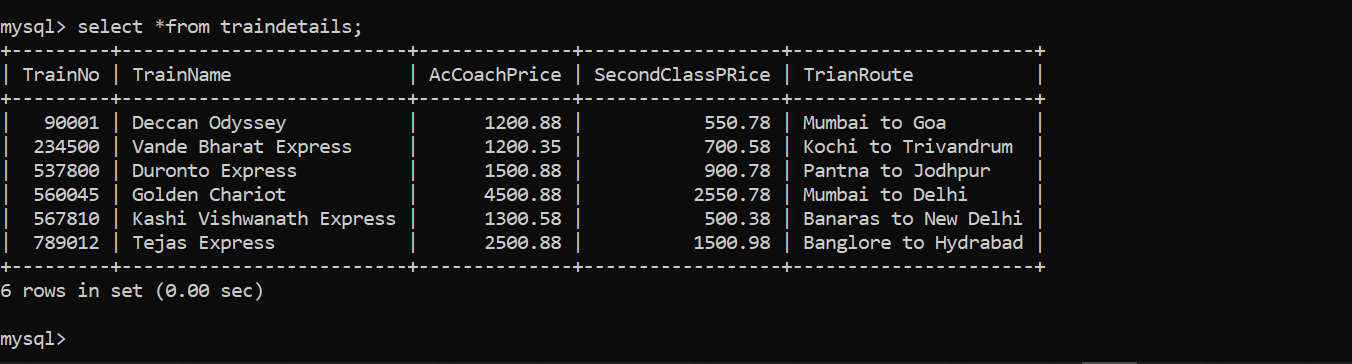 mysql> select *from traindetails;
+---------+--------------------------+--------------+------------------+----------------------+
| TrainNo | TrainName                | AcCoachPrice | SecondClassPRice | TrianRoute           |
+---------+--------------------------+--------------+------------------+----------------------+
|   90001 | Deccan Odyssey           |      1200.88 |           550.78 | Mumbai to Goa        |
|  234500 | Vande Bharat Express     |      1200.35 |           700.58 | Kochi to Trivandrum  |
|  537800 | Duronto Express          |      1500.88 |           900.78 | Pantna to Jodhpur    |
|  560045 | Golden Chariot           |      4500.88 |          2550.78 | Mumbai to Delhi      |
|  567810 | Kashi Vishwanath Express |      1300.58 |           500.38 | Banaras to New Delhi |
|  789012 | Tejas Express            |      2500.88 |          1500.98 | Banglore to Hydrabad |
+---------+--------------------------+--------------+------------------+----------------------+
6 rows in set (0.00 sec)
mysql>